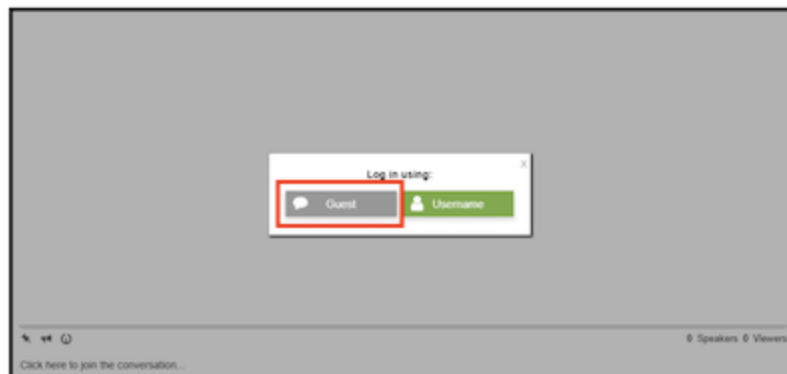 x
Log in using:
Guest Username
0 Speakers 0 Viewers
Click here to join the conversation...